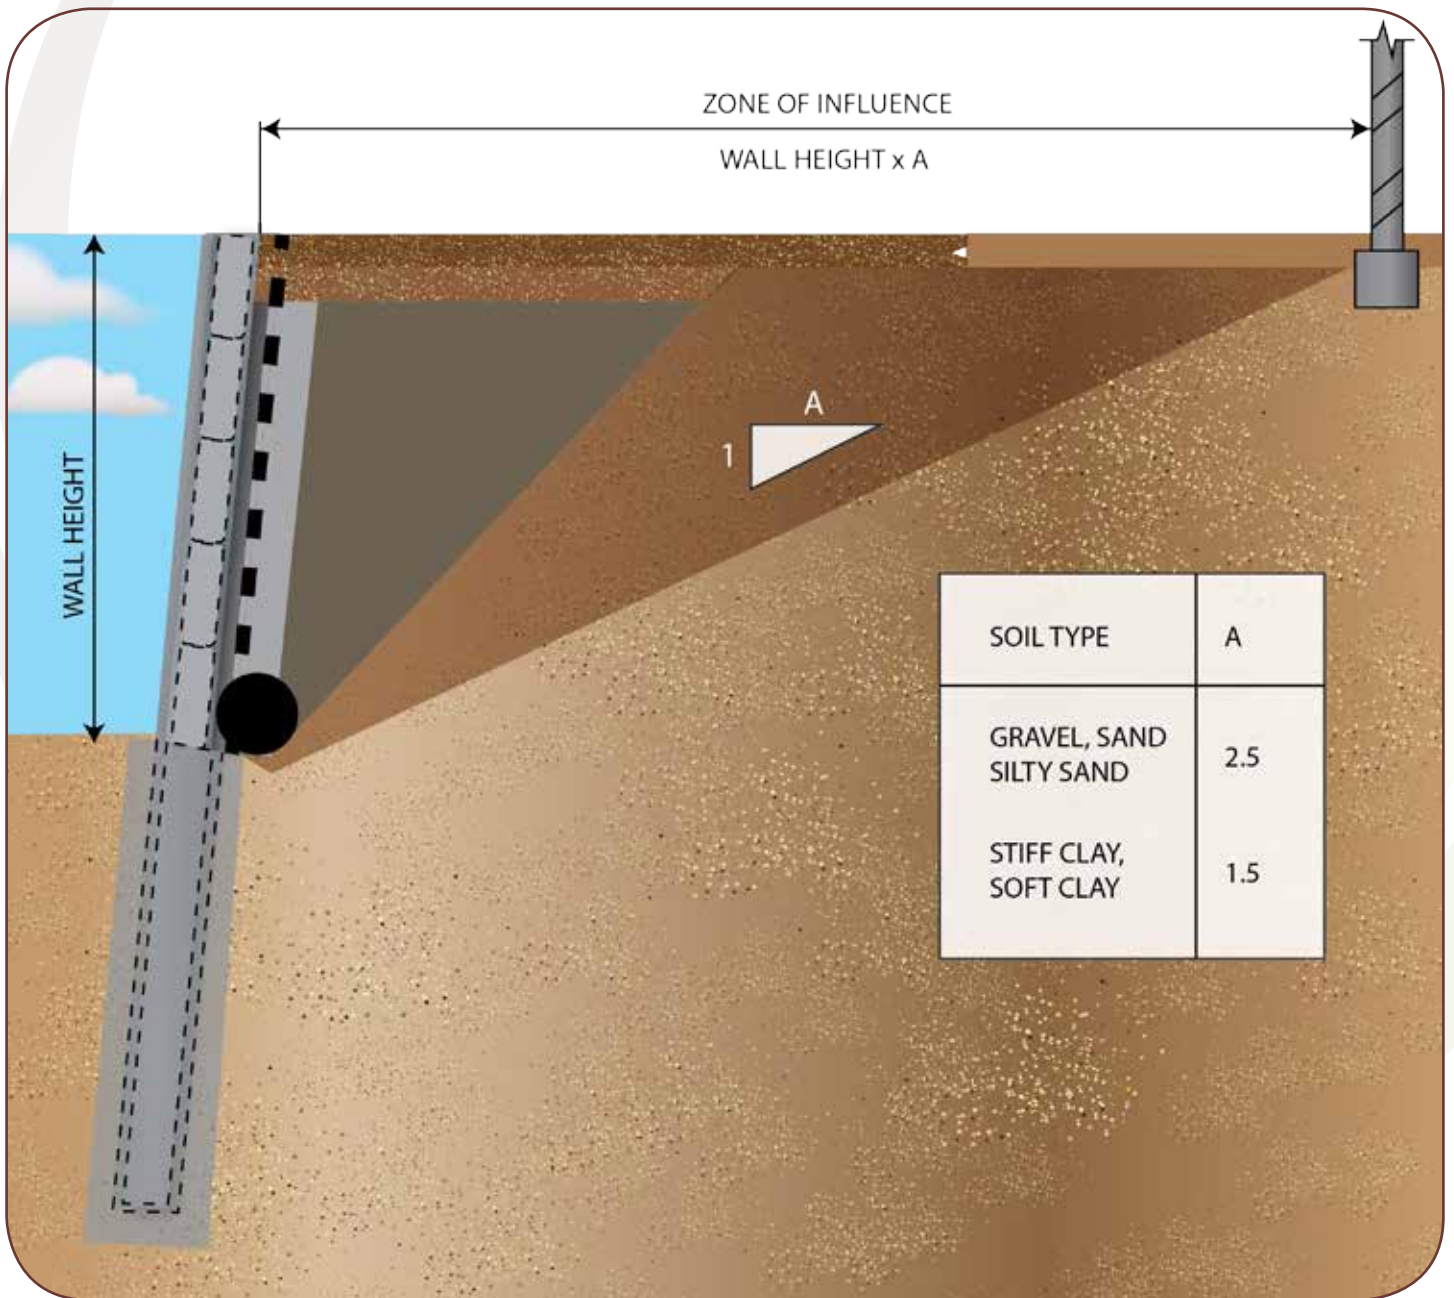 ZONE OF INFLUENCE
WALL HEIGHT x A
WALL HEIGHT
A
1
SOIL TYPE
A
GRAVEL, SAND
SILTY SAND
2.5
STIFF CLAY,
SOFT CLAY
1.5